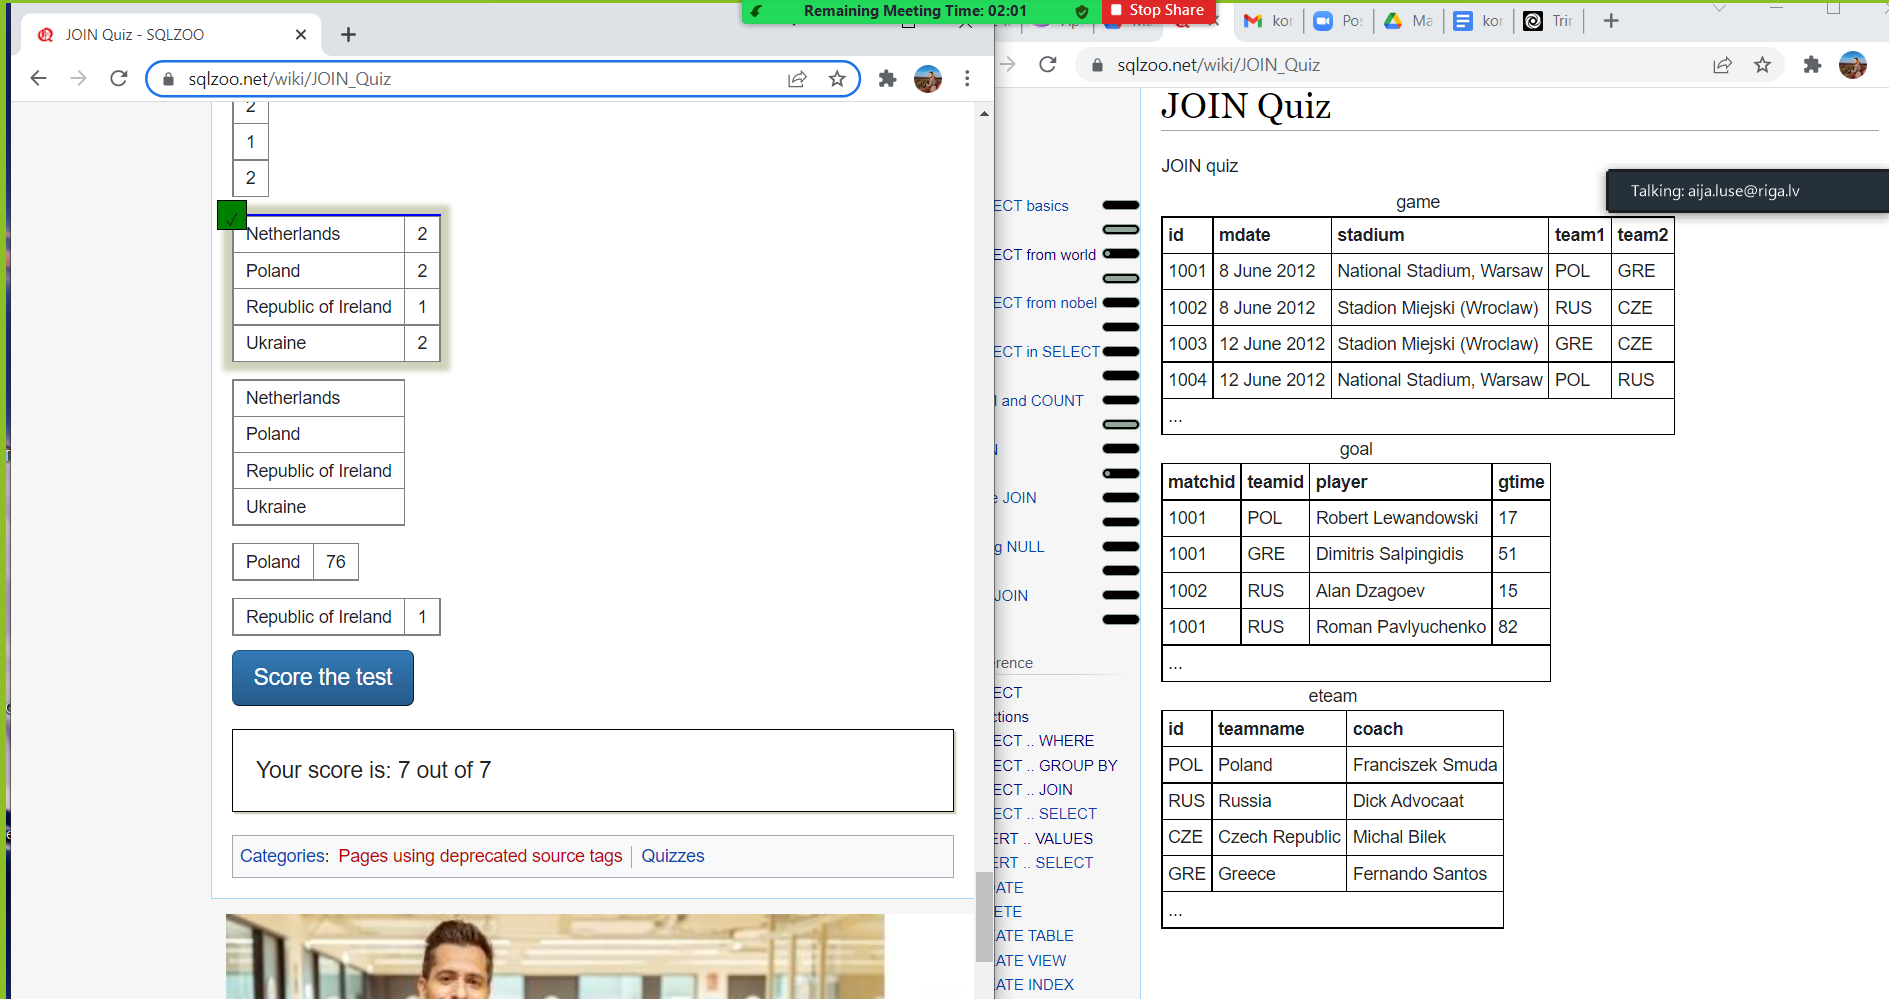 Remaining Meeting Time: 02:01
Stop Share
JOIN Quiz - SQLZOO
sqlzoo.net/wiki/JOIN_Quiz
2
1
2
Netherlands 2
Poland 2
Republic of Ireland 1
Ukraine 2
Netherlands
Poland
Republic of Ireland
Ukraine
Poland 76
Republic of Ireland 1
Score the test
Your score is: 7 out of 7
Categories: Pages using deprecated source tags Quizzes
kor Pos Ma kor Trir
sqlzoo.net/wiki/JOIN_Quiz
ECT basics
ECT from world
ECT from nobel
ECT in SELECT
and COUNT
JOIN
g NULL
JOIN
rence
ECT
ctions
ECT .. WHERE
ECT .. GROUP BY
ECT .. JOIN
ECT .. SELECT
ERT .. VALUES
ERT .. SELECT
ATE
ETE
ATE TABLE
ATE VIEW
ATE INDEX
JOIN Quiz
JOIN quiz
Talking: aija.luse@riga.lv
game
id mdate stadium team1 team2
1001 8 June 2012 National Stadium, Warsaw POL GRE
1002 8 June 2012 Stadion Miejski (Wroclaw) RUS CZE
1003 12 June 2012 Stadion Miejski (Wroclaw) GRE CZE
1004 12 June 2012 National Stadium, Warsaw POL RUS
...
goal
matchid teamid player gtime
1001 POL Robert Lewandowski 17
1001 GRE Dimitris Salpingidis 51
1002 RUS Alan Dzagoev 15
1001 RUS Roman Pavlyuchenko 82
...
eteam
id teamname coach
POL Poland Franciszek Smuda
RUS Russia Dick Advocaat
CZE Czech Republic Michal Bilek
GRE Greece Fernando Santos
...